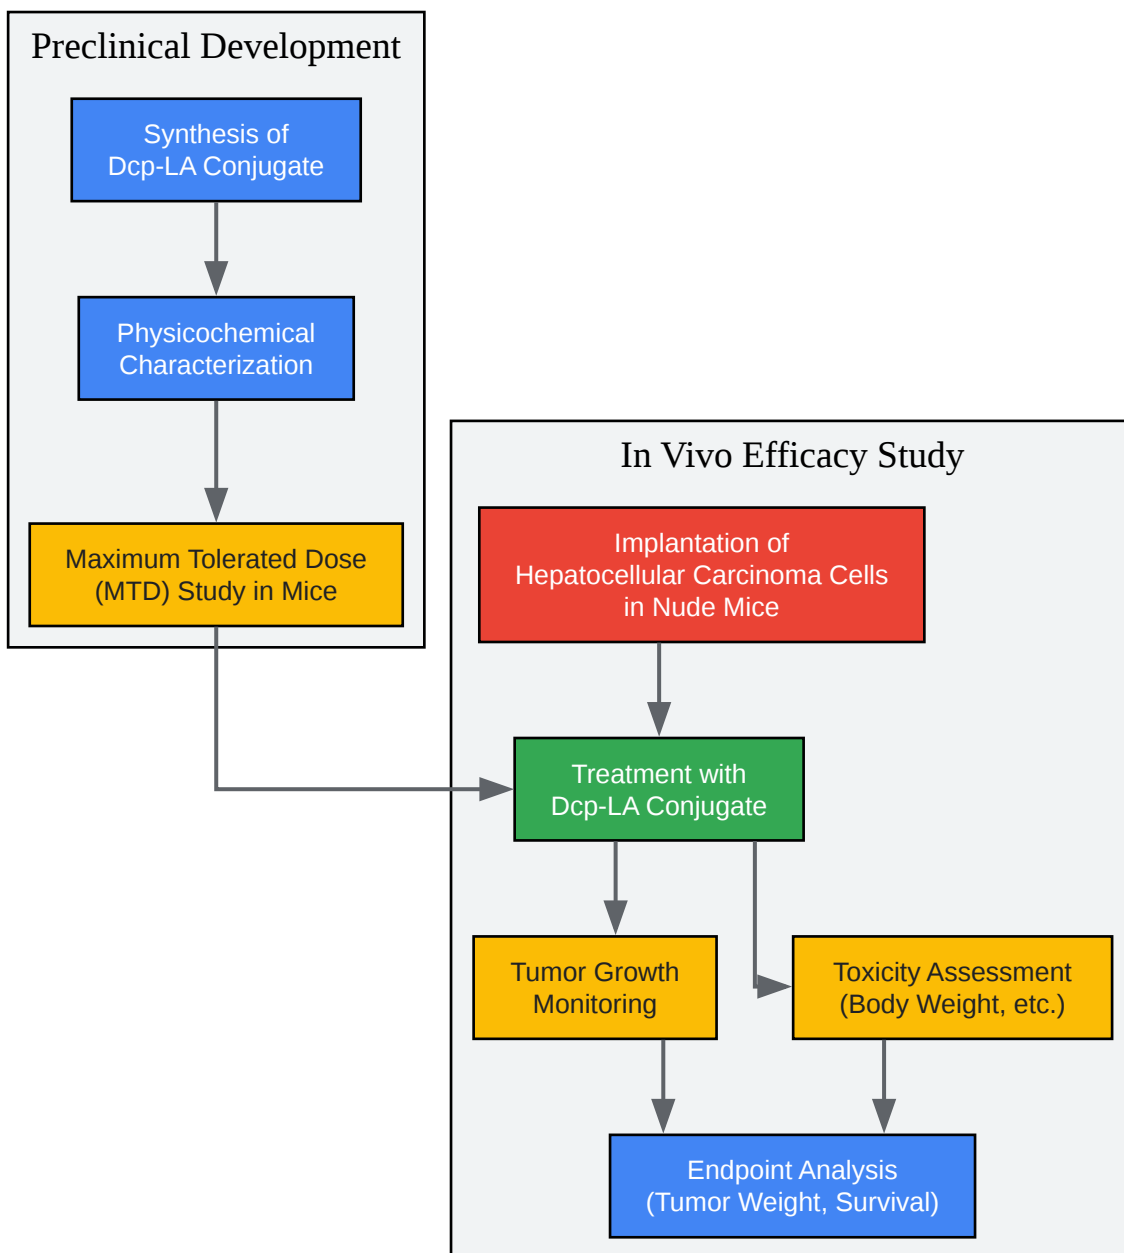 Preclinical Development
Synthesis of
Dcp-LA Conjugate
Physicochemical
Characterization
Maximum Tolerated Dose
(MTD) Study in Mice
In Vivo Efficacy Study
Implantation of
Hepatocellular Carcinoma Cells
in Nude Mice
Treatment with
Dcp-LA Conjugate
Tumor Growth
Monitoring
Toxicity Assessment
(Body Weight, etc.)
Endpoint Analysis
(Tumor Weight, Survival)